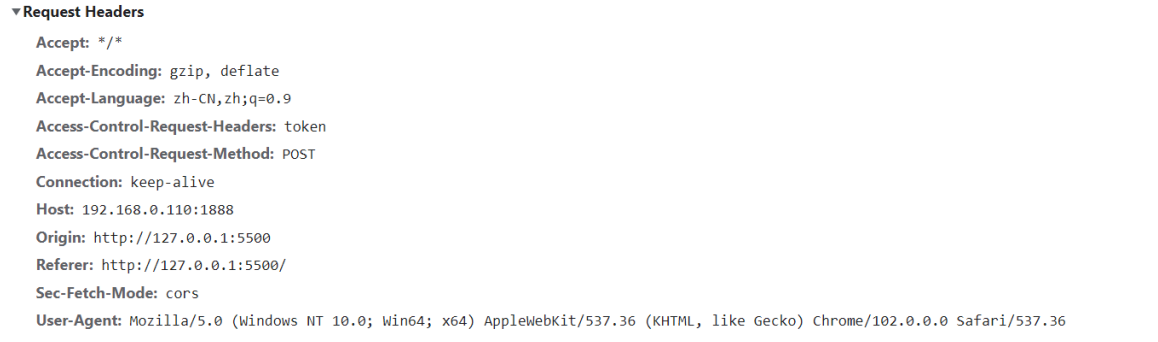 ▼Request Headers
Accept: */*
Accept-Encoding: gzip, deflate
Accept-Language: zh-CN,zh;q=0.9
Access-Control-Request-Headers: token
Access-Control-Request-Method: POST
Connection: keep-alive
Host: 192.168.0.110:1888
Origin: http://127.0.0.1:5500
Referer: http://127.0.0.1:5500/
Sec-Fetch-Mode: cors
User-Agent: Mozilla/5.0 (Windows NT 10.0; Win64; x64) AppleWebKit/537.36 (KHTML, like Gecko) Chrome/102.0.0.0 Safari/537.36